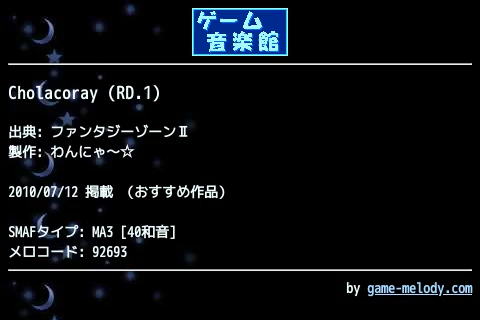 ゲーム
音楽館
Cholacoray (RD.1)
出典: ファンタジーゾーンⅡ
製作: わんにゃ～☆
2010/07/12 掲載 (おすすめ作品)
SMAFタイプ: MA3 [40和音]
メロコード: 92693
by game-melody.com